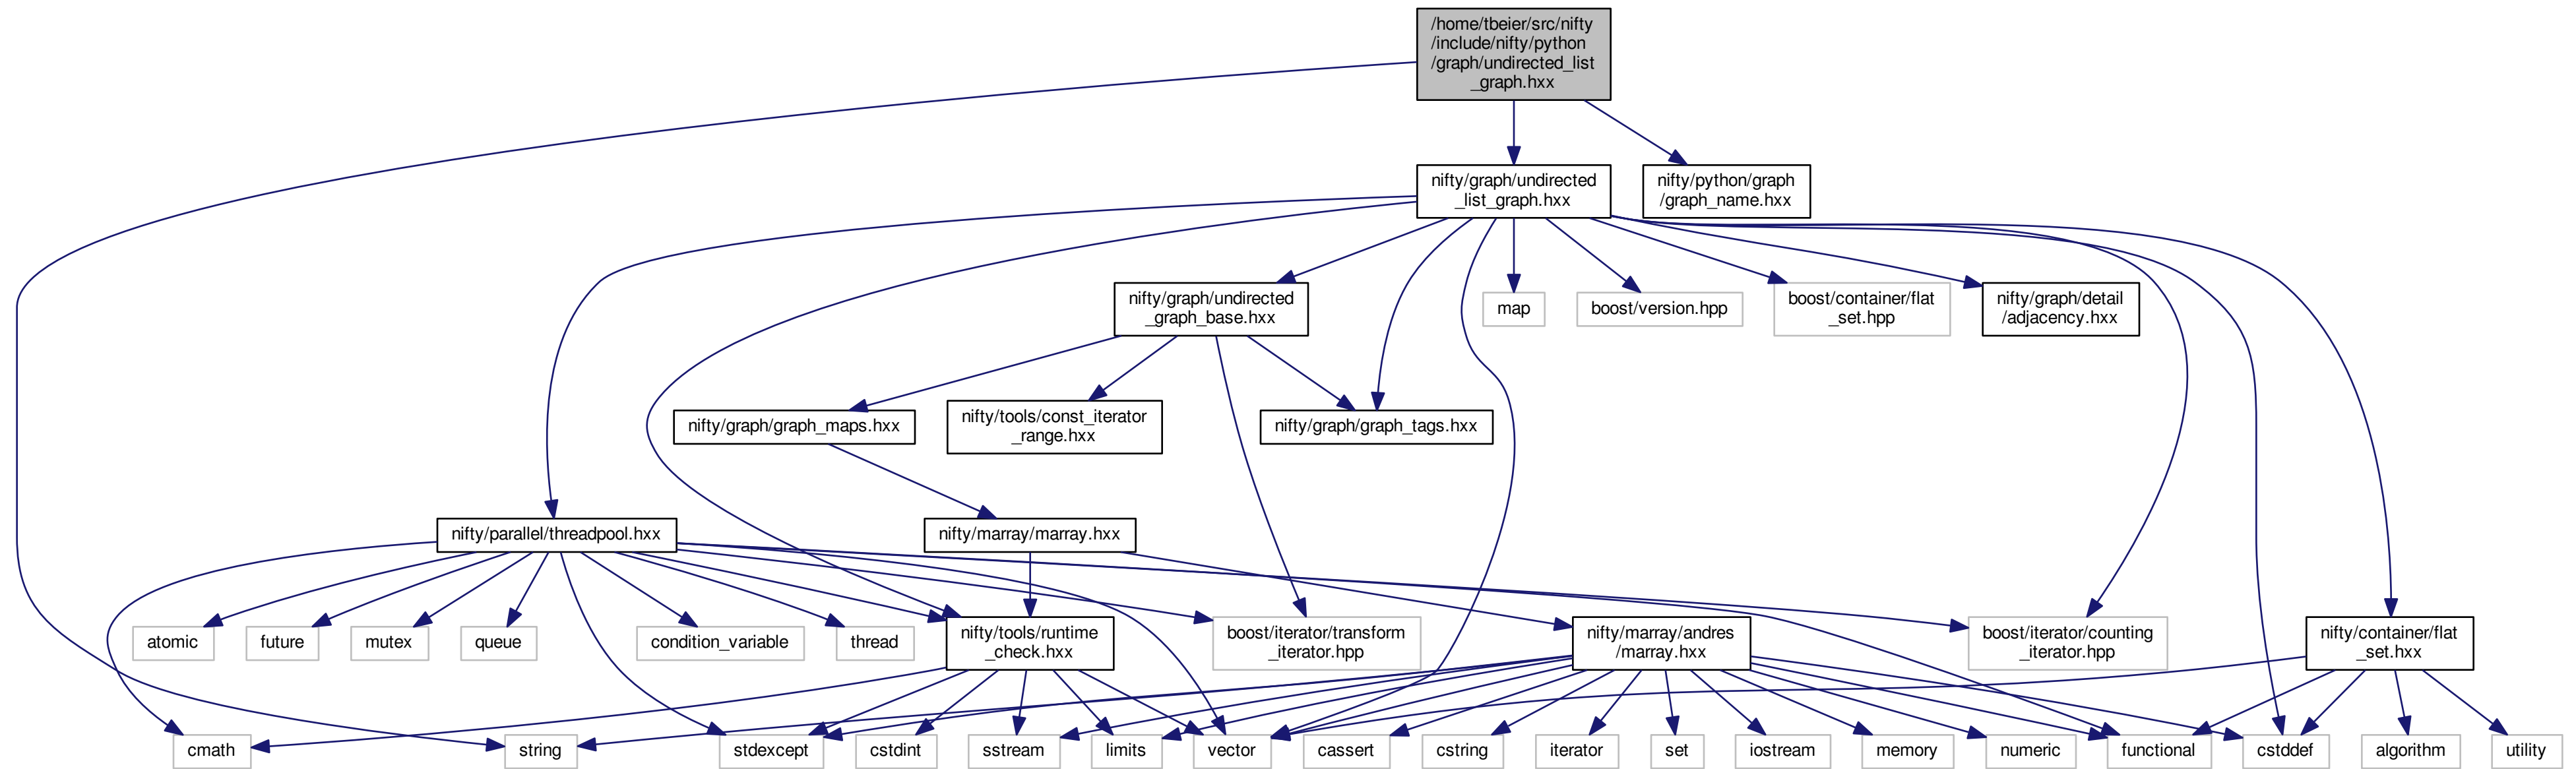 /home/tbeier/src/nifty
/include/nifty/python
/graph/undirected_list
_graph.hxx
nifty/graph/undirected
_list_graph.hxx
nifty/python/graph
/graph_name.hxx
nifty/graph/undirected
_graph_base.hxx
map
boost/version.hpp
boost/container/flat
_set.hpp
nifty/graph/detail
/adjacency.hxx
nifty/graph/graph_maps.hxx
nifty/tools/const_iterator
_range.hxx
nifty/graph/graph_tags.hxx
nifty/parallel/threadpool.hxx
nifty/marray/marray.hxx
atomic
future
mutex
queue
condition_variable
thread
nifty/tools/runtime
_check.hxx
boost/iterator/transform
_iterator.hpp
nifty/marray/andres
/marray.hxx
boost/iterator/counting
_iterator.hpp
nifty/container/flat
_set.hxx
cmath
string
stdexcept
cstdint
sstream
limits
vector
cassert
cstring
iterator
set
iostream
memory
numeric
functional
cstddef
algorithm
utility